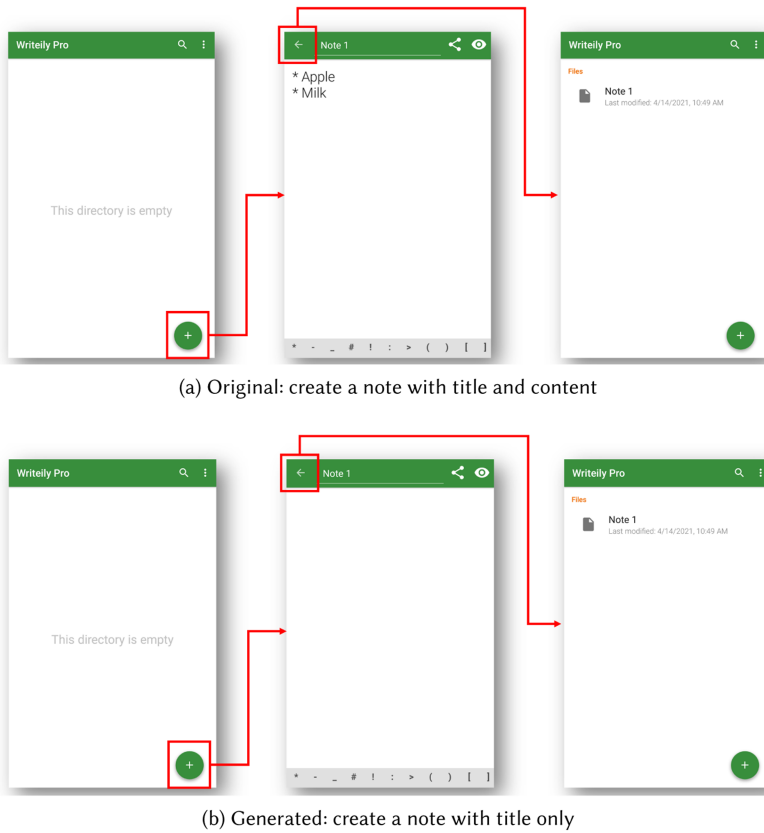 Writeily Pro
This directory is empty
+
Note 1
* Apple
* Milk
* - _ # ! : > ( ) [ ]
Writeily Pro
Files
Note 1
Last modified: 4/14/2021, 10:49 AM
+
(a) Original: create a note with title and content
Writeily Pro
This directory is empty
+
Note 1
* - _ # ! : > ( ) [ ]
Writeily Pro
Files
Note 1
Last modified: 4/14/2021, 10:49 AM
+
(b) Generated: create a note with title only